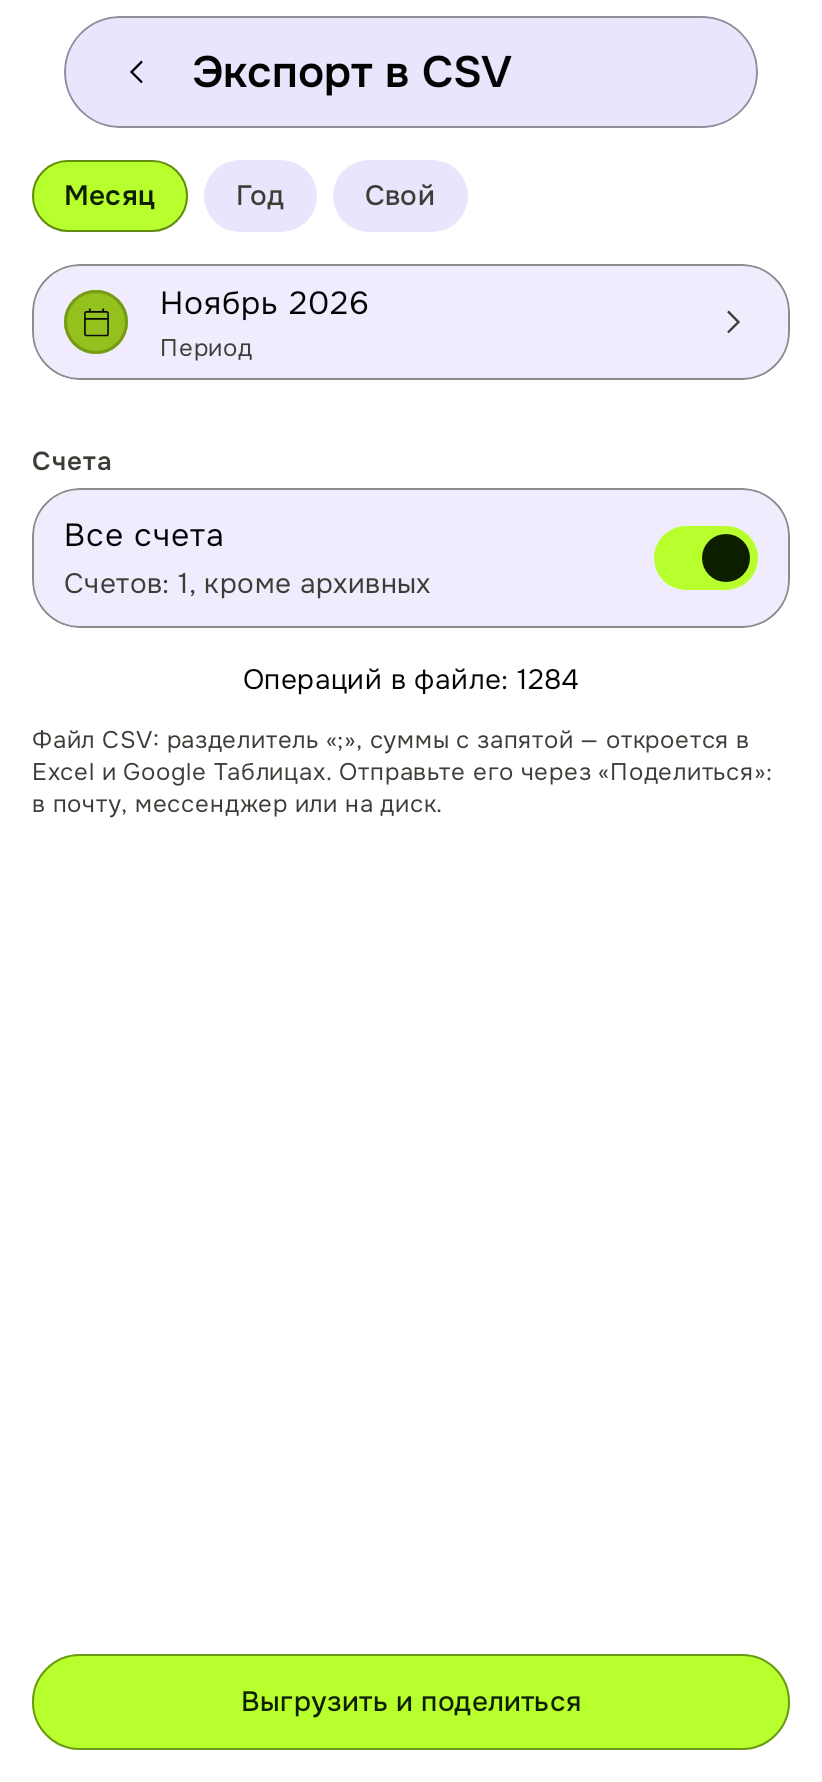 Экспорт в CSV
Месяц
Год
Свой
Ноябрь 2026
Период
Счета
Все счета
Счетов: 1, кроме архивных
Операций в файле: 1284
Файл CSV: разделитель «;», суммы с запятой — откроется в
Excel и Google Таблицах. Отправьте его через «Поделиться»:
в почту, мессенджер или на диск.
Выгрузить и поделиться